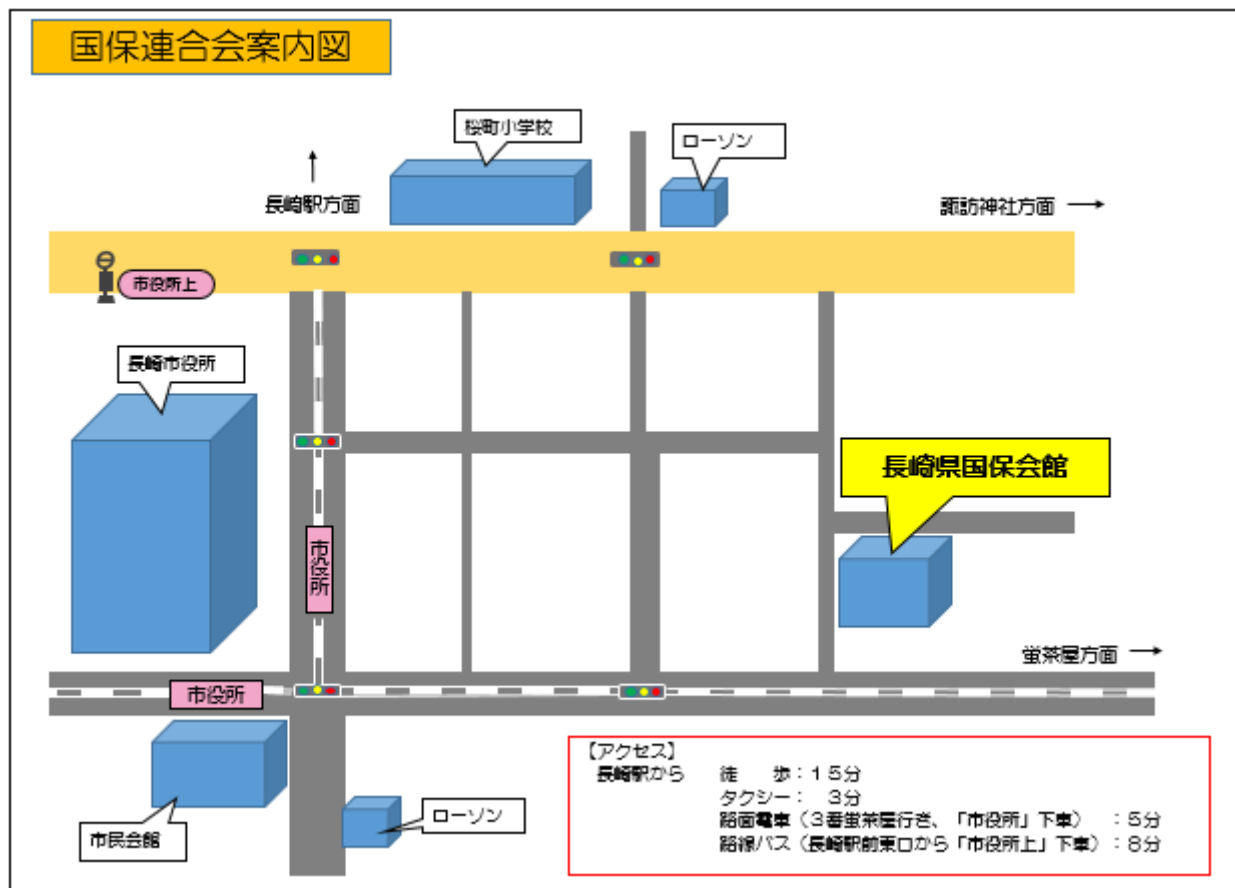 国保連合会案内図
桜町小学校
ローソン
長崎駅方面
諏訪神社方面
市役所上
長崎市役所
長崎県国保会館
市役所
蛍茶屋方面
市役所
市民会館
ローソン
【アクセス】
長崎駅から 徒 歩：１５分
タクシー： ３分
路面電車（３番蛍茶屋行き、「市役所」下車） ：５分
路線バス（長崎駅前東口から「市役所上」下車）：８分